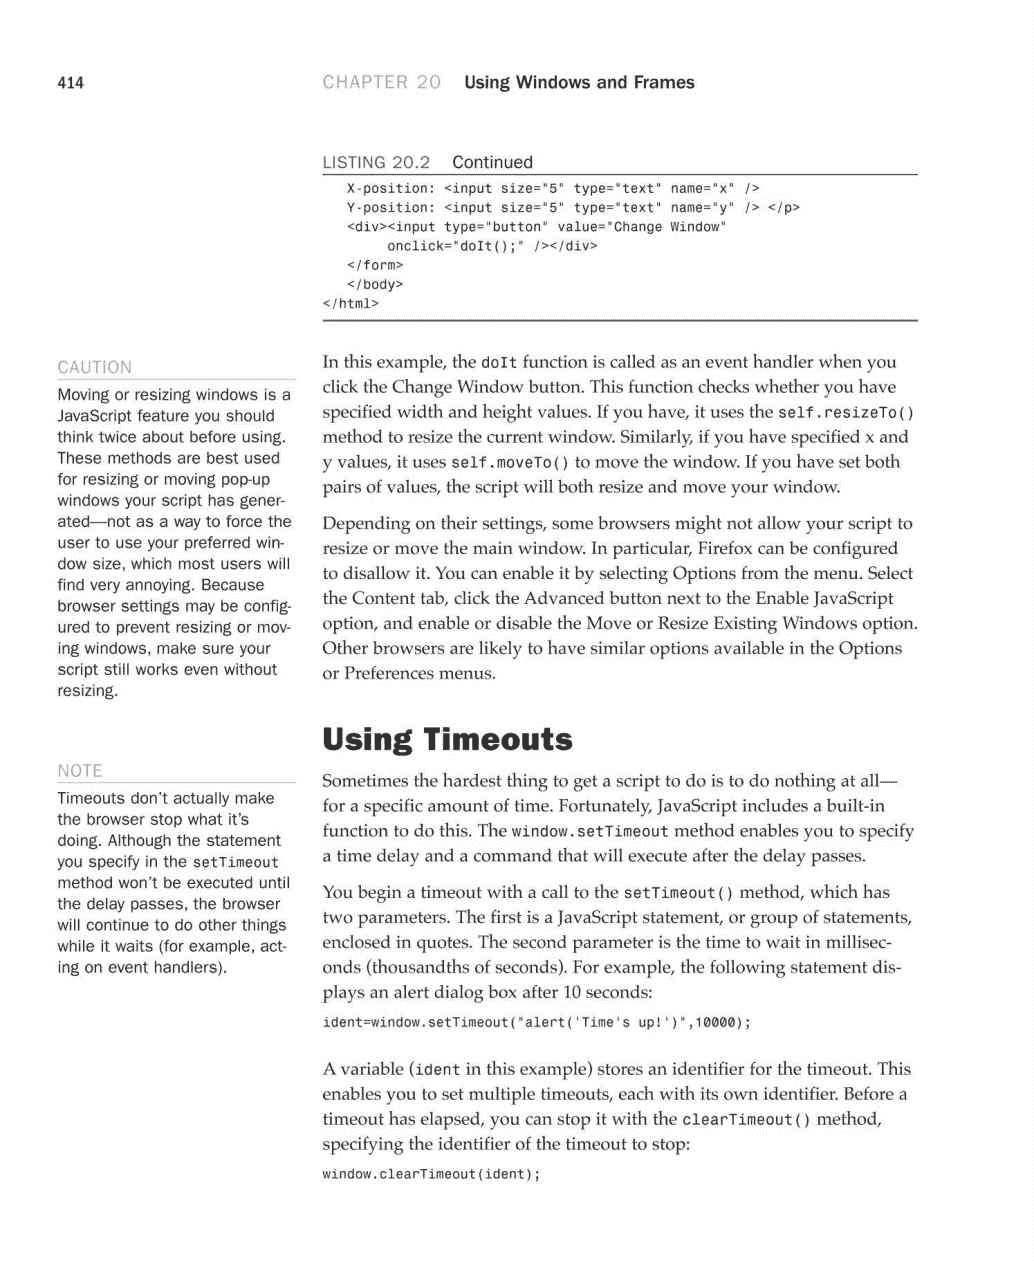 414
CHAPTER 20 Using Windows and Frames
LISTING 20.2 Continued
X-position: <input size="5" type="text" name="x" />
Y-position: <input size="5" type="text" name="y" /> </p>
<div><input type="button" value="Change Window"
onclick="doIt();" /></div>
</form>
</body>
</html>
CAUTION
Moving or resizing windows is a
JavaScript feature you should
think twice about before using.
These methods are best used
for resizing or moving pop-up
windows your script has gener-
ated—not as a way to force the
user to use your preferred win-
dow size, which most users will
find very annoying. Because
browser settings may be config-
ured to prevent resizing or mov-
ing windows, make sure your
script still works even without
resizing.
In this example, the doIt function is called as an event handler when you
click the Change Window button. This function checks whether you have
specified width and height values. If you have, it uses the self.resizeTo()
method to resize the current window. Similarly, if you have specified x and
y values, it uses self.moveTo() to move the window. If you have set both
pairs of values, the script will both resize and move your window.
Depending on their settings, some browsers might not allow your script to
resize or move the main window. In particular, Firefox can be configured
to disallow it. You can enable it by selecting Options from the menu. Select
the Content tab, click the Advanced button next to the Enable JavaScript
option, and enable or disable the Move or Resize Existing Windows option.
Other browsers are likely to have similar options available in the Options
or Preferences menus.
Using Timeouts
NOTE
Timeouts don't actually make
the browser stop what it's
doing. Although the statement
you specify in the setTimeout
method won't be executed until
the delay passes, the browser
will continue to do other things
while it waits (for example, act-
ing on event handlers).
Sometimes the hardest thing to get a script to do is to do nothing at all—
for a specific amount of time. Fortunately, JavaScript includes a built-in
function to do this. The window.setTimeout method enables you to specify
a time delay and a command that will execute after the delay passes.
You begin a timeout with a call to the setTimeout() method, which has
two parameters. The first is a JavaScript statement, or group of statements,
enclosed in quotes. The second parameter is the time to wait in millisec-
onds (thousandths of seconds). For example, the following statement dis-
plays an alert dialog box after 10 seconds:
ident=window.setTimeout("alert('Time's up!')",10000);
A variable (ident in this example) stores an identifier for the timeout. This
enables you to set multiple timeouts, each with its own identifier. Before a
timeout has elapsed, you can stop it with the clearTimeout() method,
specifying the identifier of the timeout to stop:
window.clearTimeout(ident);